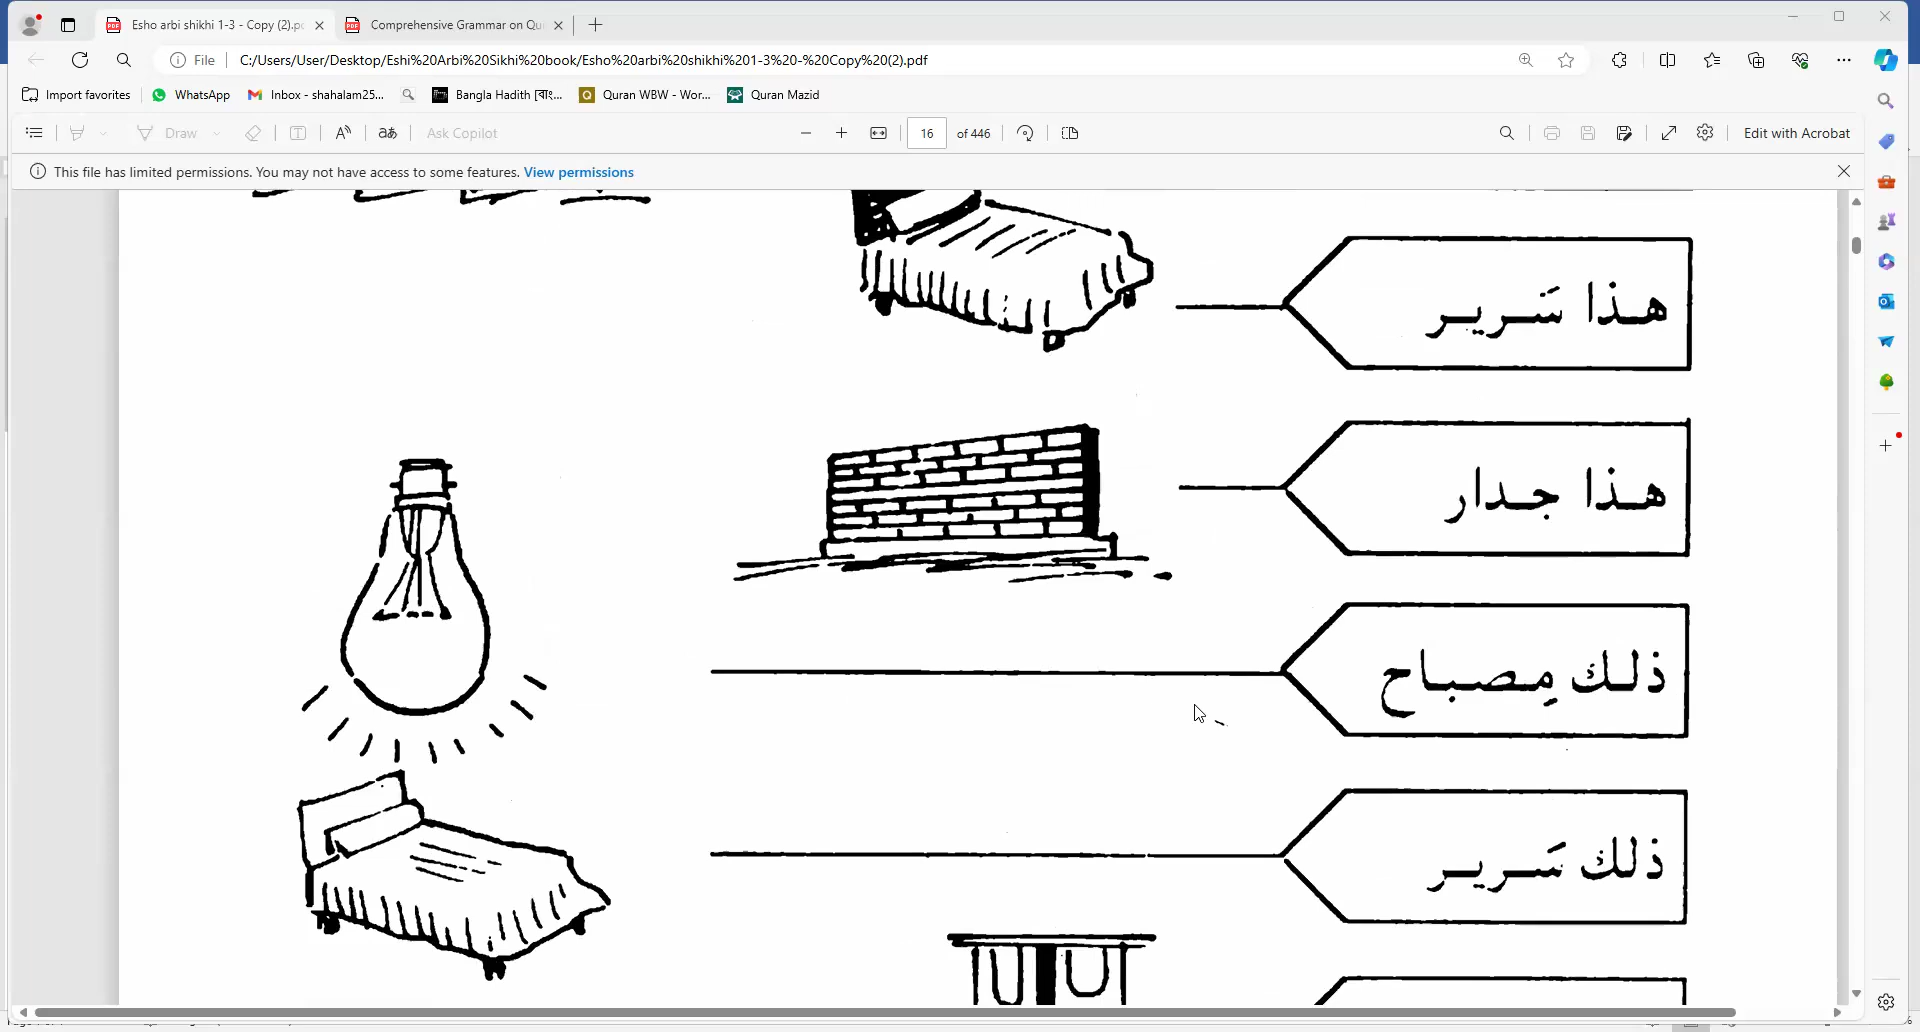 Esho arbi shikhi 1-3 - Copy (2).pc
Comprehensive Grammar on Qu
File
C:/Users/User/Desktop/Eshi%20Arbi%20Sikhi%20book/Esho%20arbi%20shikhi%201-3%20-%20Copy%20(2).pdf
Import favorites
WhatsApp
Inbox - shahalam25...
Bangla Hadith [বাং...
Quran WBW - Wor...
Quran Mazid
Draw
Ask Copilot
16 of 446
Edit with Acrobat
This file has limited permissions. You may not have access to some features. View permissions
هذا سَرير
هذا جدار
ذلك مِصباح
ذلك سَرير